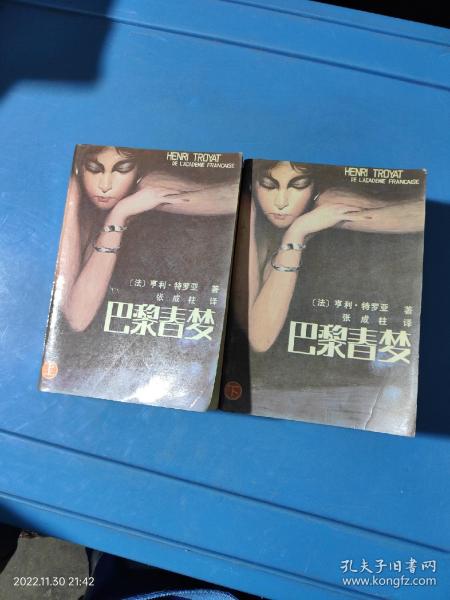 HENRI TROYAT
DE L'ACADEMIE FRANCAISE
〔法〕亨利·特罗亚 著
张成柱 译
巴黎青梦
上
HENRI TROYAT
DE L'ACADEMIE FRANCAISE
〔法〕亨利·特罗亚 著
张成柱 译
巴黎青梦
下
2022.11.30 21:42
孔夫子旧书网
www.kongfz.com